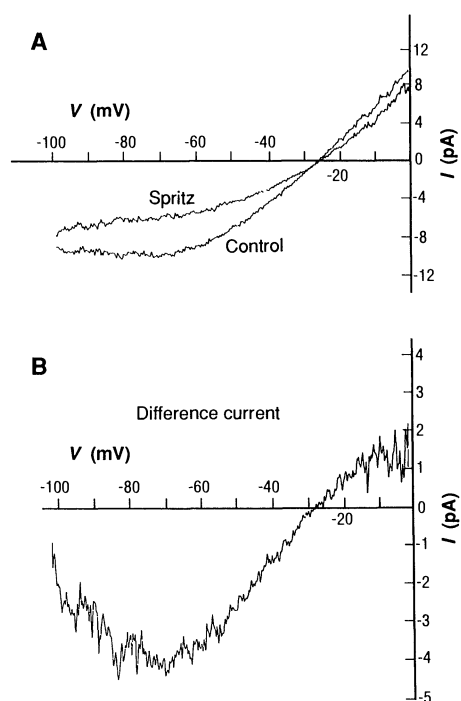 A
V (mV)
-100 -80 -60 -40 -20 0
12
8
4
0
-4
-8
-12
I (pA)
Spritz
Control
B
Difference current
V (mV)
-100 -80 -60 -40 -20 0
4
3
2
1
0
-1
-2
-3
-4
-5
I (pA)